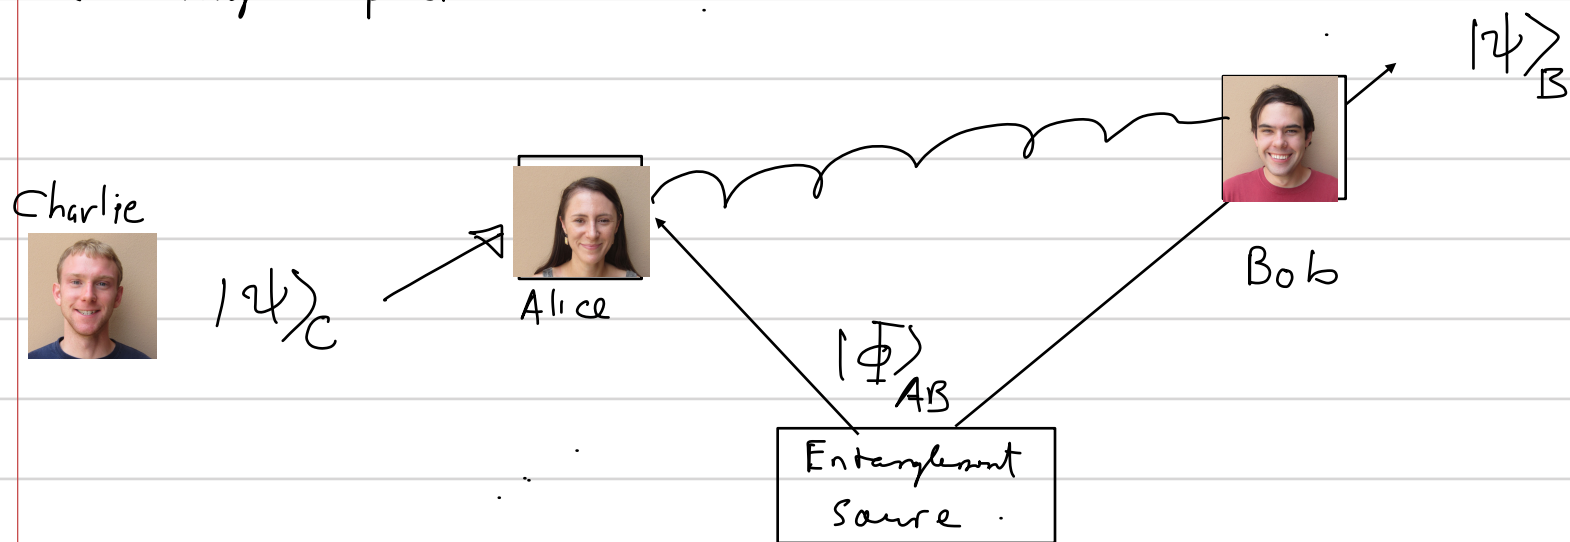 |ψ⟩_B
Charlie
|ψ⟩_C
Alice
Bob
|Φ⟩_AB
Entanglement
Source